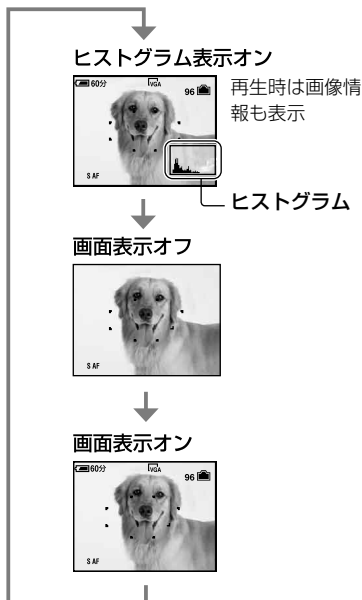 ヒストグラム表示オン
60分 VGA 96
S AF
再生時は画像情
報も表示
ヒストグラム
画面表示オフ
S AF
画面表示オン
60分 VGA 96
S AF